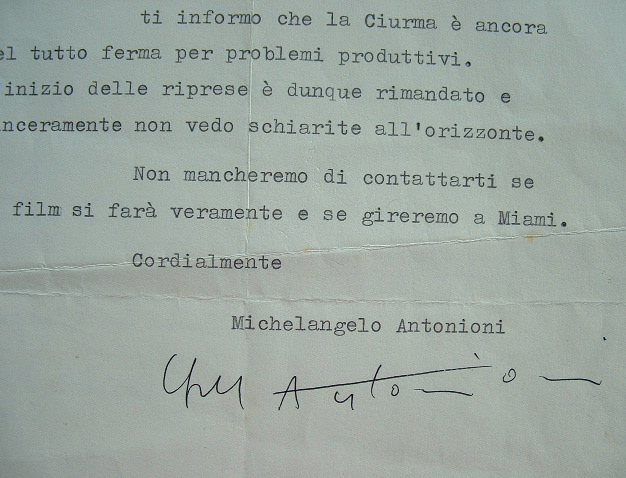 ti informo che la Ciurma è ancora
el tutto ferma per problemi produttivi.
inizio delle riprese è dunque rimandato e
nceramente non vedo schiarite all'orizzonte.
Non mancheremo di contattarti se
film si farà veramente e se gireremo a Miami.
Cordialmente
Michelangelo Antonioni